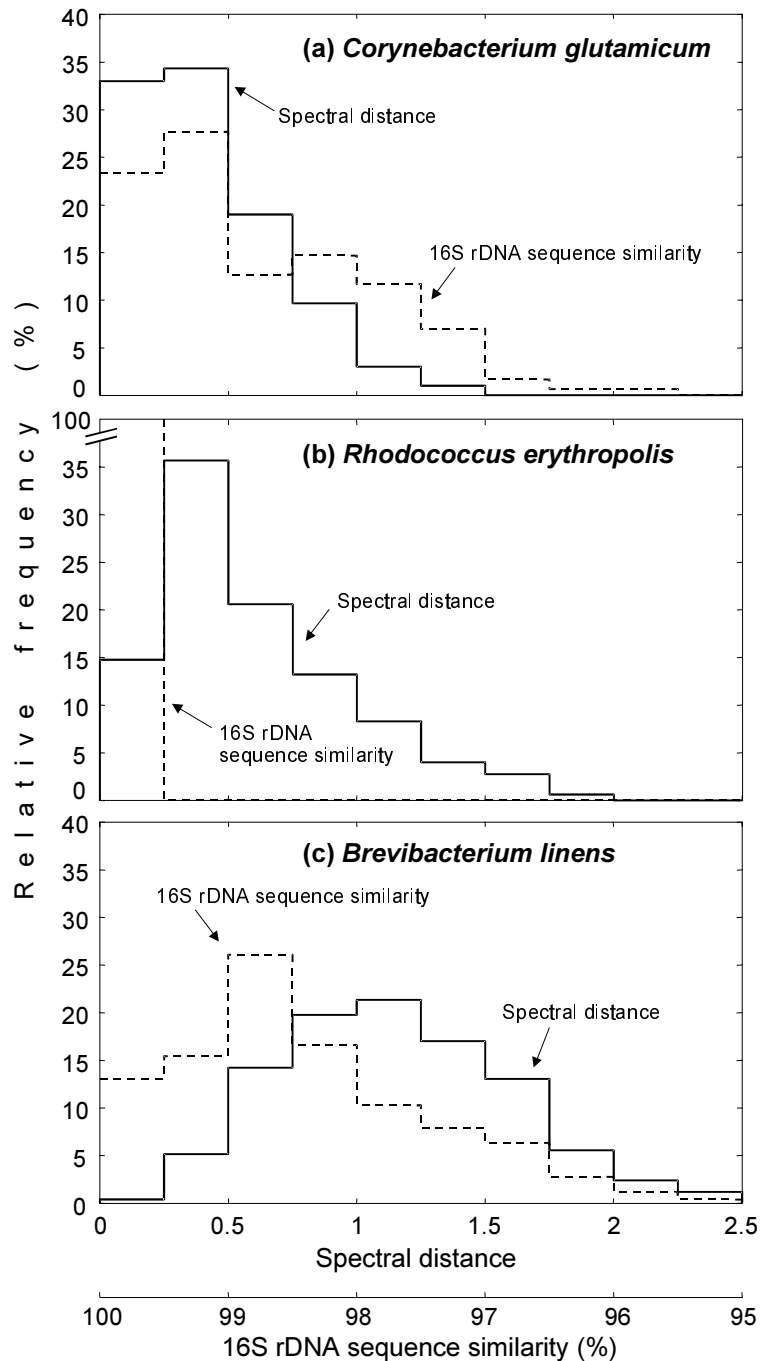 40
35
30
25
20
15
10
5
0
(a) Corynebacterium glutamicum
Spectral distance
16S rDNA sequence similarity
Relative frequency (%)
100
35
30
25
20
15
10
5
0
(b) Rhodococcus erythropolis
Spectral distance
16S rDNA
sequence similarity
40
35
30
25
20
15
10
5
0
(c) Brevibacterium linens
16S rDNA sequence similarity
Spectral distance
0 0.5 1 1.5 2 2.5
Spectral distance
100 99 98 97 96 95
16S rDNA sequence similarity (%)